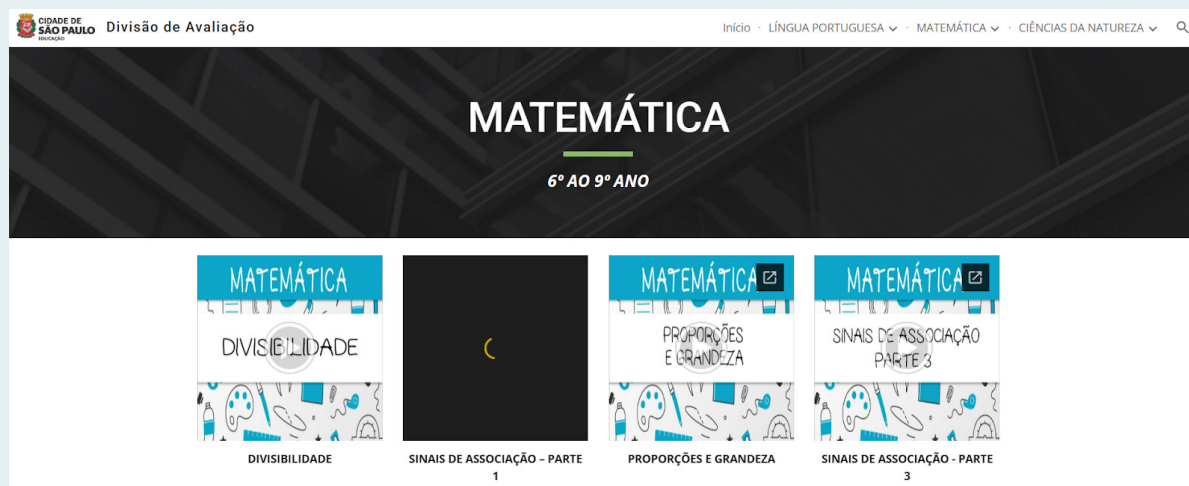 CIDADE DE
SÃO PAULO
EDUCAÇÃO
Divisão de Avaliação
Início · LÍNGUA PORTUGUESA · MATEMÁTICA · CIÊNCIAS DA NATUREZA
MATEMÁTICA
6º AO 9º ANO
MATEMÁTICA
DIVISIBILIDADE
DIVISIBILIDADE
SINAIS DE ASSOCIAÇÃO – PARTE
1
MATEMÁTICA
PROPORÇÕES
E GRANDEZA
PROPORÇÕES E GRANDEZA
MATEMÁTICA
SINAIS DE ASSOCIAÇÃO
PARTE 3
SINAIS DE ASSOCIAÇÃO - PARTE
3